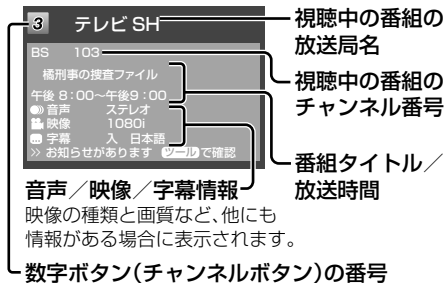 3 テレビ SH
BS 103
橘刑事の捜査ファイル
午後 8：00～午後9：00
音声 ステレオ
映像 1080i
字幕 入 日本語
>> お知らせがあります ツール で確認
視聴中の番組の
放送局名
視聴中の番組の
チャンネル番号
番組タイトル／
放送時間
音声／映像／字幕情報
映像の種類と画質など、他にも
情報がある場合に表示されます。
数字ボタン（チャンネルボタン）の番号